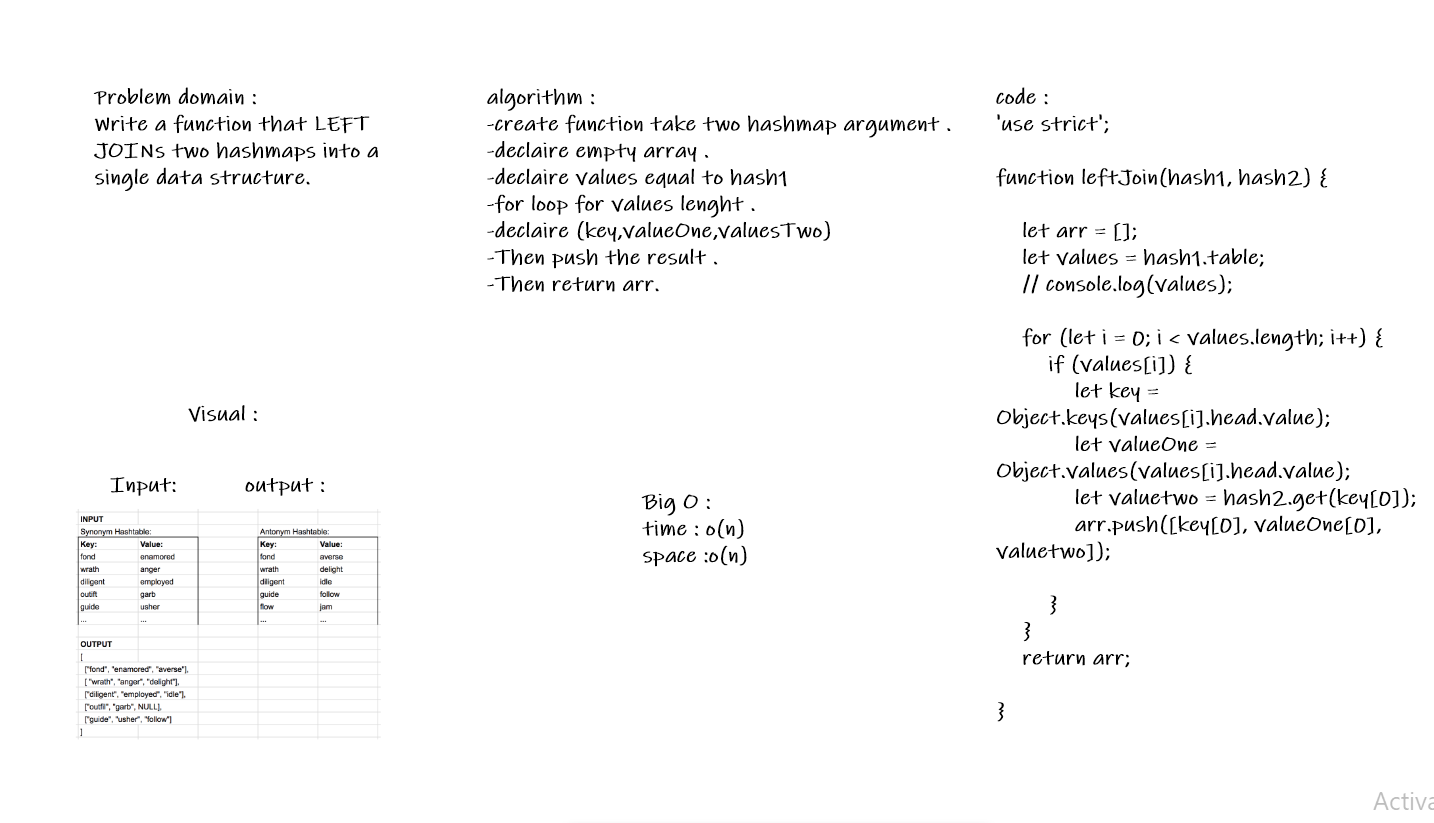 Problem domain :
Write a function that LEFT
JOINs two hashmaps into a
single data structure.
algorithm :
-create function take two hashmap argument .
-declaire empty array .
-declaire values equal to hash1
-for loop for values lenght .
-declaire (key,valueOne,valuesTwo)
-Then push the result .
-Then return arr.
code :
'use strict';
function leftJoin(hash1, hash2) {
let arr = [];
let values = hash1.table;
// console.log(values);
for (let i = 0; i < values.length; i++) {
if (values[i]) {
let key =
Object.keys(values[i].head.value);
let valueOne =
Object.values(values[i].head.value);
let valuetwo = hash2.get(key[0]);
arr.push([key[0], valueOne[0],
valuetwo]);
}
}
return arr;
}
Visual :
Input: output :
INPUT
Synonym Hashtable: Antonym Hashtable:
Key: Value: Key: Value:
fond enamored fond averse
wrath anger wrath delight
diligent employed diligent idle
outift garb guide follow
guide usher flow jam
... ... ... ...
OUTPUT
[
["fond", "enamored", "averse"],
[ "wrath", "anger", "delight"],
["diligent", "employed", "idle"],
["outfil", "garb", NULL],
["guide", "usher", "follow"]
]
Big O :
time : o(n)
space :o(n)